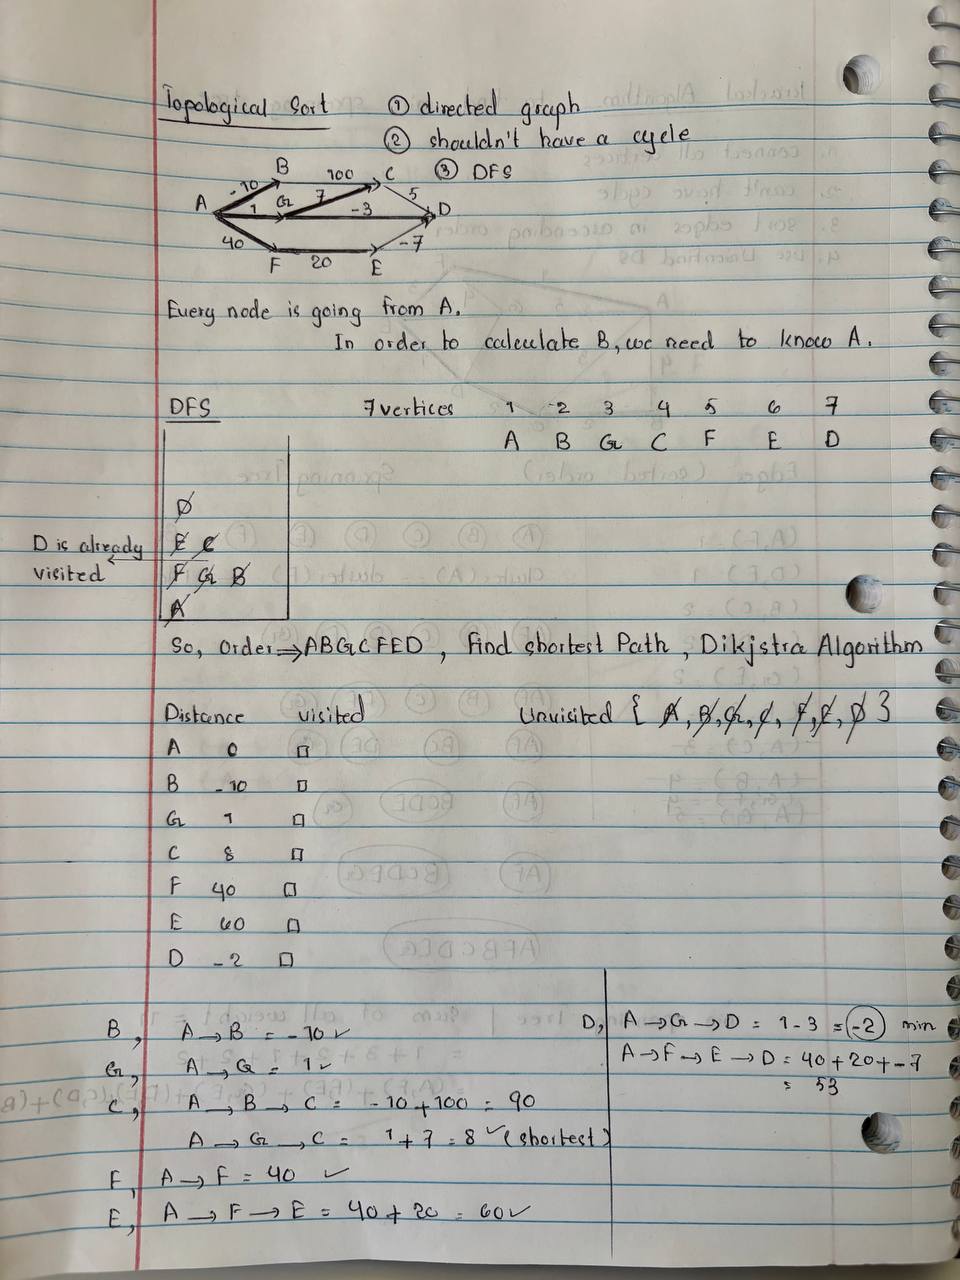 Topological Sort ① directed graph
② shouldn't have a cycle
③ DFS
B 100 C
-10 7 5
A 1 G -3 D
40 -7
F 20 E
Every node is going from A.
In order to calculate B, we need to know A.
DFS 7 vertices 1 2 3 4 5 6 7
A B G C F E D
D
D is already E C
visited F G B
A
So, Order ⇒ ABGCFED, Find shortest Path, Dikjstra Algorithm
Distance visited Unvisited { A, B, G, C, F, E, D }
A 0 □
B -10 □
G 1 □
C 8 □
F 40 □
E 60 □
D -2 □
B, A → B = -10 ✓
G, A → G = 1 ✓
C, A → B → C = -10 + 100 = 90
A → G → C = 1 + 7 = 8 ✓ (shortest)
F, A → F = 40 ✓
E, A → F → E = 40 + 20 = 60 ✓
D, A → G → D = 1 - 3 = -2 min
A → F → E → D = 40 + 20 + -7
= 53